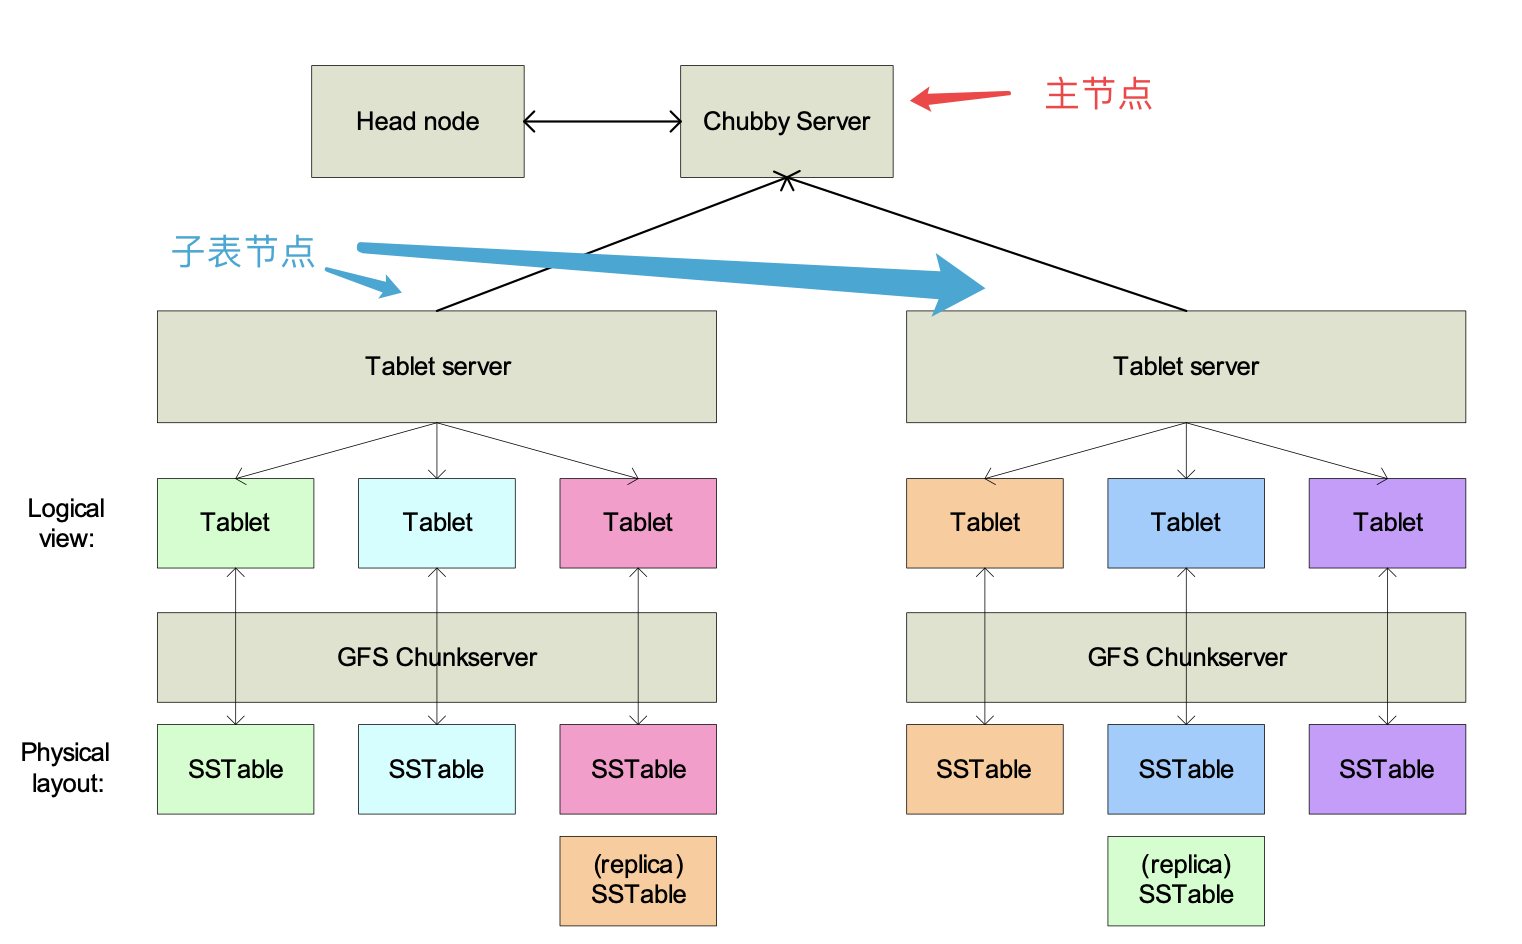 Head node
Chubby Server
主节点
子表节点
Tablet server
Tablet server
Logical
view:
Tablet
Tablet
Tablet
Tablet
Tablet
Tablet
GFS Chunkserver
GFS Chunkserver
Physical
layout:
SSTable
SSTable
SSTable
SSTable
SSTable
SSTable
(replica)
SSTable
(replica)
SSTable